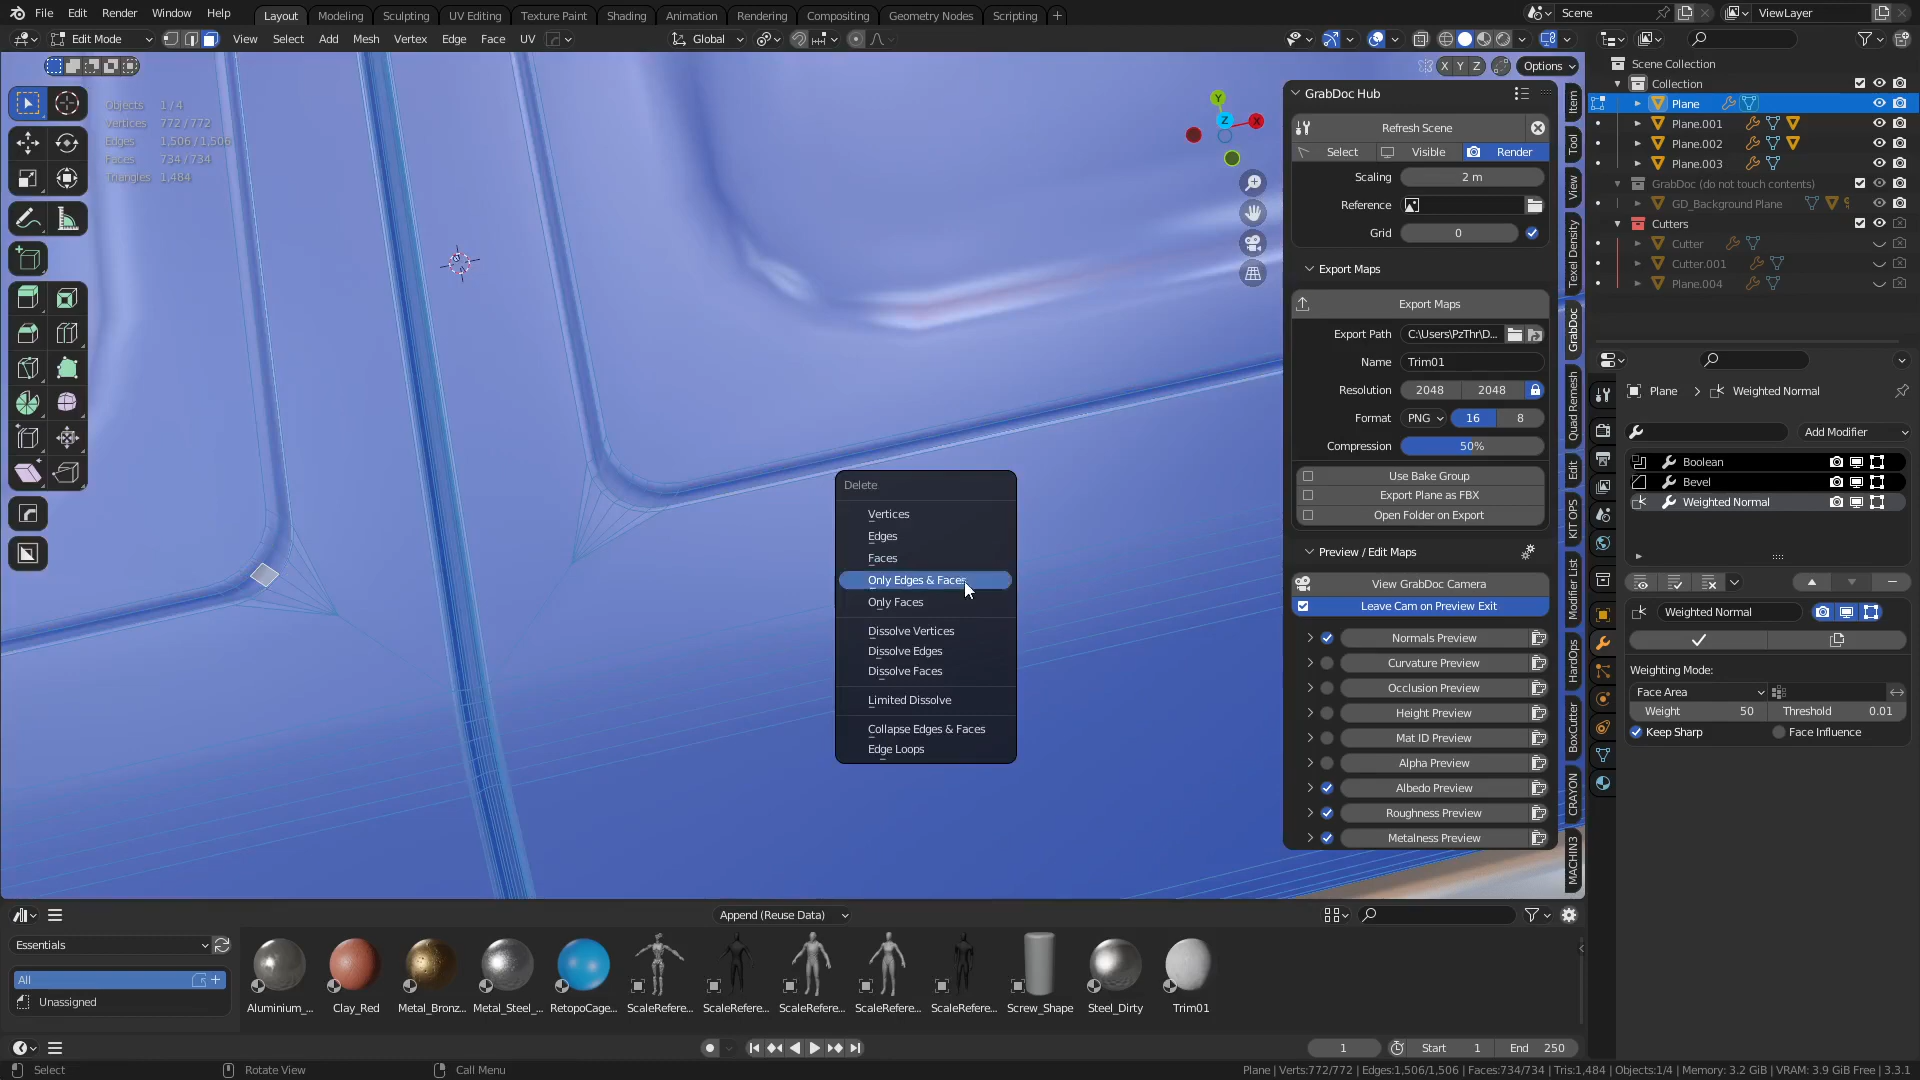 File Edit Render Window Help Layout Modeling Sculpting UV Editing Texture Paint Shading Animation Rendering Compositing Geometry Nodes Scripting + Scene ViewLayer
Edit Mode View Select Add Mesh Vertex Edge Face UV Global
X Y Z Options
Objects 1 / 4
Vertices 772 / 772
Edges 1,506 / 1,506
Faces 734 / 734
Triangles 1,484
Y
Z X
Delete
Vertices
Edges
Faces
Only Edges & Faces
Only Faces
Dissolve Vertices
Dissolve Edges
Dissolve Faces
Limited Dissolve
Collapse Edges & Faces
Edge Loops
GrabDoc Hub
Refresh Scene
Select Visible Render
Scaling 2 m
Reference
Grid 0
Export Maps
Export Maps
Export Path C:\Users\PzThr\D...
Name Trim01
Resolution 2048 2048
Format PNG 16 8
Compression 50%
Use Bake Group
Export Plane as FBX
Open Folder on Export
Preview / Edit Maps
View GrabDoc Camera
Leave Cam on Preview Exit
Normals Preview
Curvature Preview
Occlusion Preview
Height Preview
Mat ID Preview
Alpha Preview
Albedo Preview
Roughness Preview
Metalness Preview
Item
Tool
View
Texel Density
GrabDoc
Quad Remesh
Edit
KIT OPS
Modifier List
HardOps
BoxCutter
CRAYON
MACHIN3
Scene Collection
Collection
Plane
Plane.001
Plane.002
Plane.003
GrabDoc (do not touch contents)
GD_Background Plane
Cutters
Cutter
Cutter.001
Plane.004
Plane > Weighted Normal
Add Modifier
Boolean
Bevel
Weighted Normal
Weighted Normal
Weighting Mode:
Face Area
Weight 50 Threshold 0.01
Keep Sharp Face Influence
Append (Reuse Data)
Essentials
All
Unassigned
Aluminium_... Clay_Red Metal_Bronz... Metal_Steel_... RetopoCage... ScaleRefere... ScaleRefere... ScaleRefere... ScaleRefere... ScaleRefere... Screw_Shape Steel_Dirty Trim01
1 Start 1 End 250
Select Rotate View Call Menu Plane | Verts:772/772 | Edges:1,506/1,506 | Faces:734/734 | Tris:1,484 | Objects:1/4 | Memory: 3.2 GiB | VRAM: 3.9 GiB Free | 3.3.1